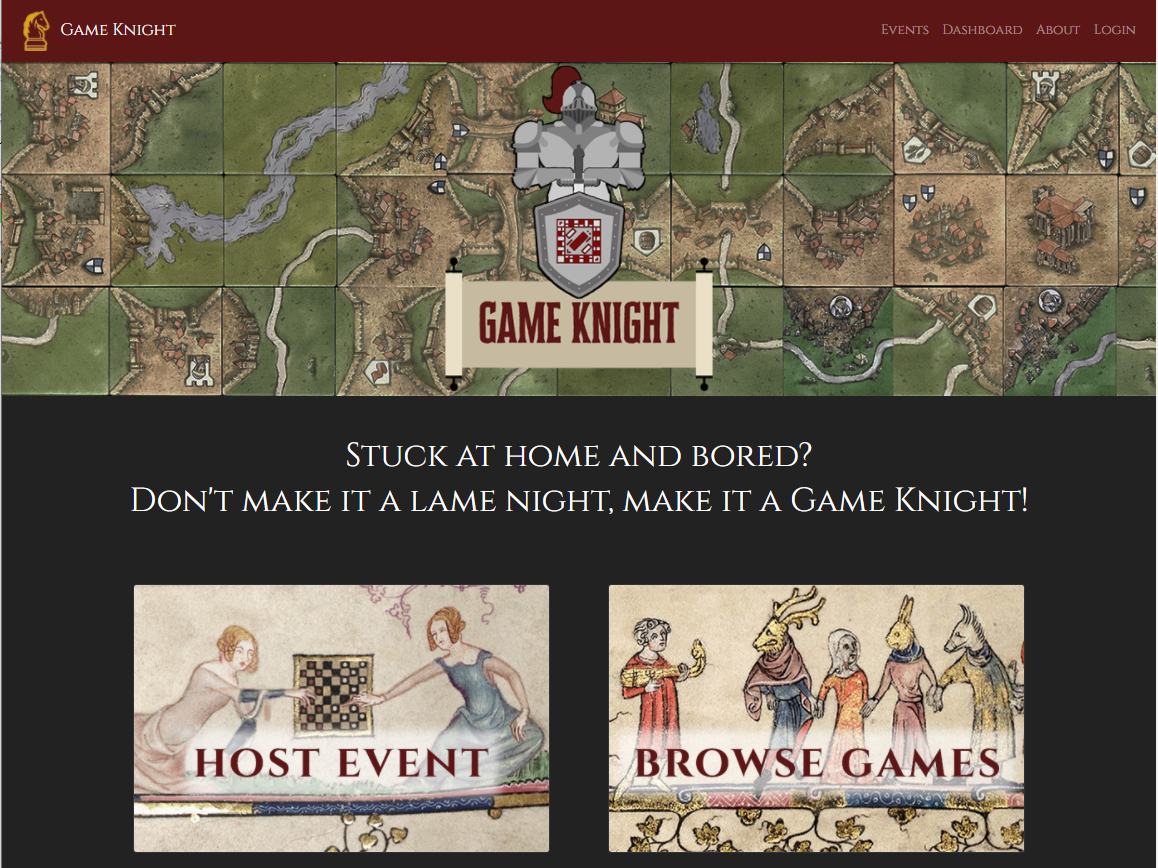 Game Knight
Events Dashboard About Login
GAME KNIGHT
Stuck at home and bored?
Don't make it a lame night, make it a Game Knight!
HOST EVENT
BROWSE GAMES